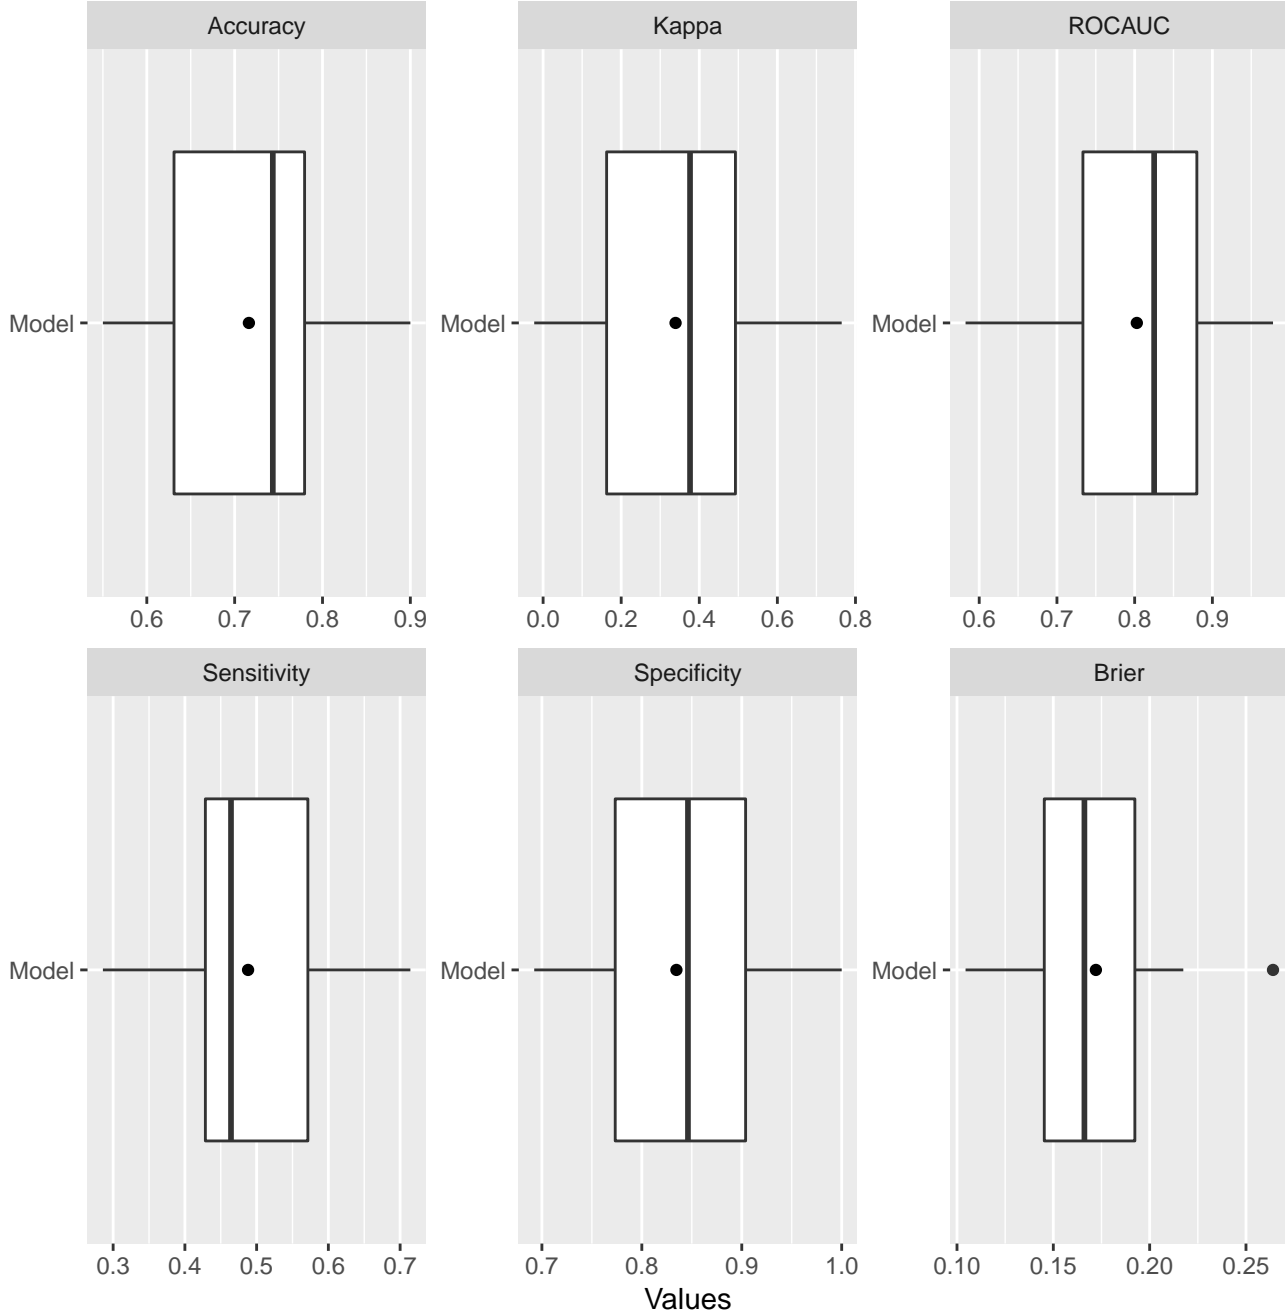 Accuracy Kappa ROCAUC
Model Model Model
0.6 0.7 0.8 0.9 0.0 0.2 0.4 0.6 0.8 0.6 0.7 0.8 0.9
Sensitivity Specificity Brier
Model Model Model
0.3 0.4 0.5 0.6 0.7 0.7 0.8 0.9 1.0 0.10 0.15 0.20 0.25
Values